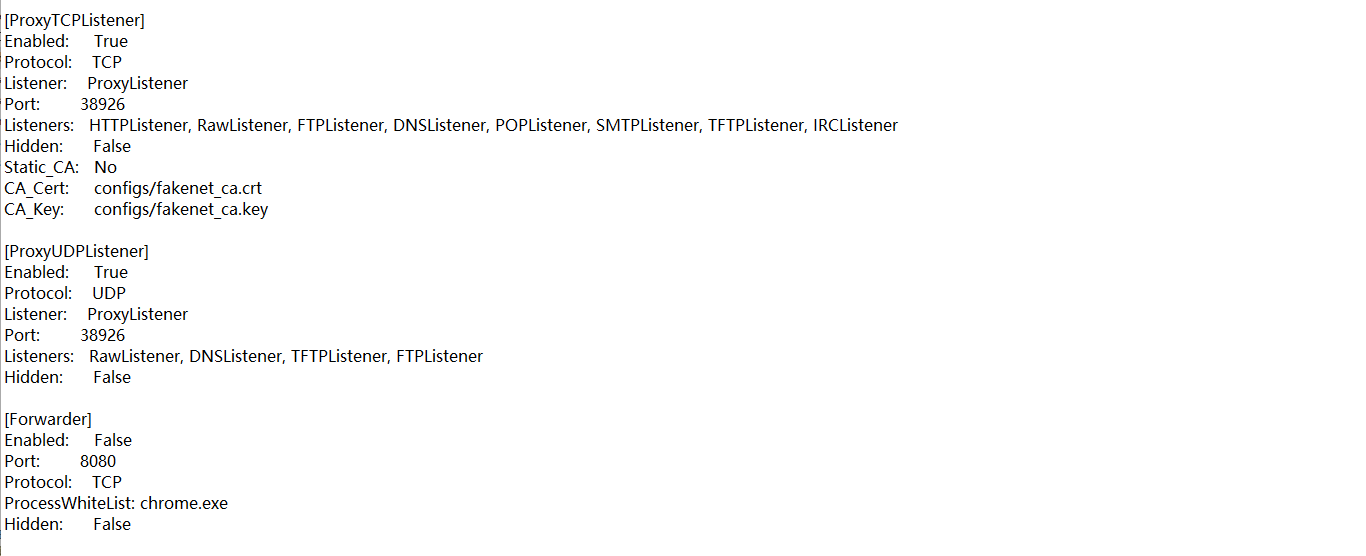 [ProxyTCPListener]
Enabled:     True
Protocol:    TCP
Listener:    ProxyListener
Port:        38926
Listeners:   HTTPListener, RawListener, FTPListener, DNSListener, POPListener, SMTPListener, TFTPListener, IRCListener
Hidden:      False
Static_CA:   No
CA_Cert:     configs/fakenet_ca.crt
CA_Key:      configs/fakenet_ca.key

[ProxyUDPListener]
Enabled:     True
Protocol:    UDP
Listener:    ProxyListener
Port:        38926
Listeners:   RawListener, DNSListener, TFTPListener, FTPListener
Hidden:      False

[Forwarder]
Enabled:     False
Port:        8080
Protocol:    TCP
ProcessWhiteList: chrome.exe
Hidden:      False